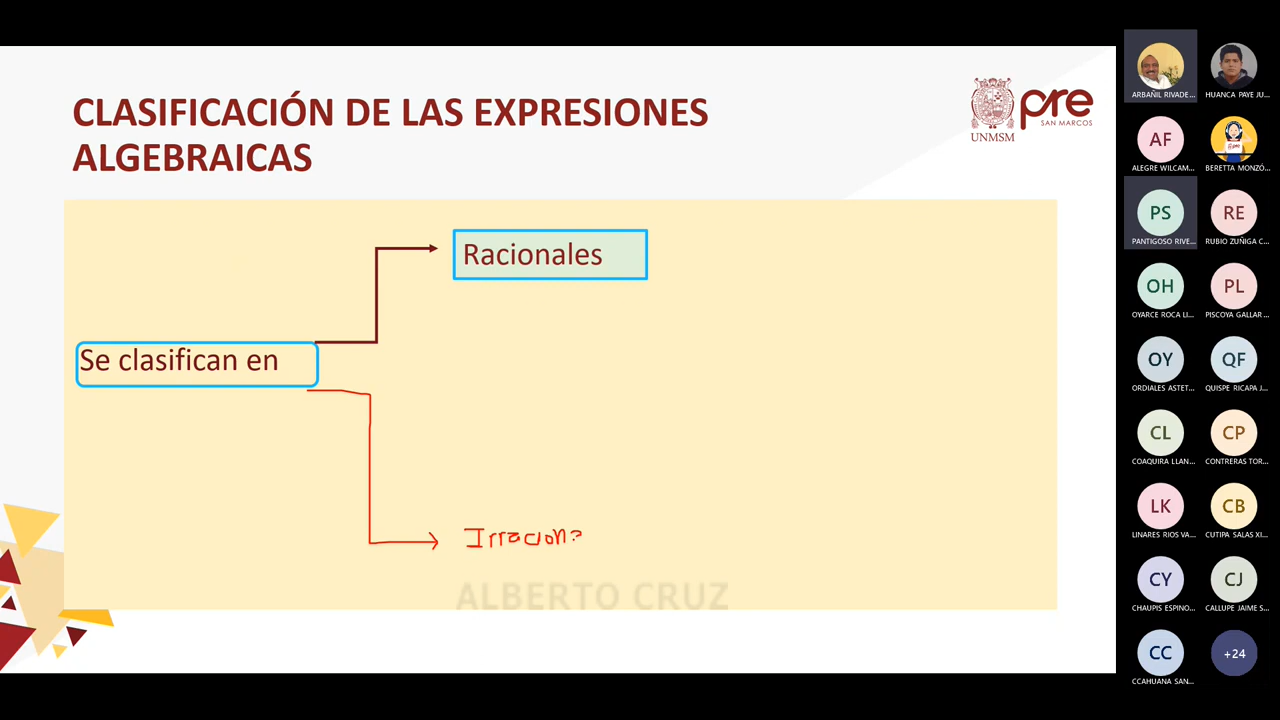 CLASIFICACIÓN DE LAS EXPRESIONES
ALGEBRAICAS
UNMSM
pre
SAN MARCOS
Racionales
Se clasifican en
Irracion
ALBERTO CRUZ
ARBAÑIL RIVADE...
HUANCA PAYE JU...
AF
ALEGRE WILCAM...
BERETTA MONZÓ...
PS
PANTIGOSO RIVE...
RE
RUBIO ZUÑIGA C...
OH
OYARCE ROCA LI...
PL
PISCOYA GALLAR ...
OY
ORDIALES ASTET...
QF
QUISPE RICAPA J...
CL
COAQUIRA LLAN...
CP
CONTRERAS TOR...
LK
LINARES RIOS VA...
CB
CUTIPA SALAS XI...
CY
CHAUPIS ESPINO...
CJ
CALLUPE JAIME S...
CC
CCAHUANA SAN...
+24